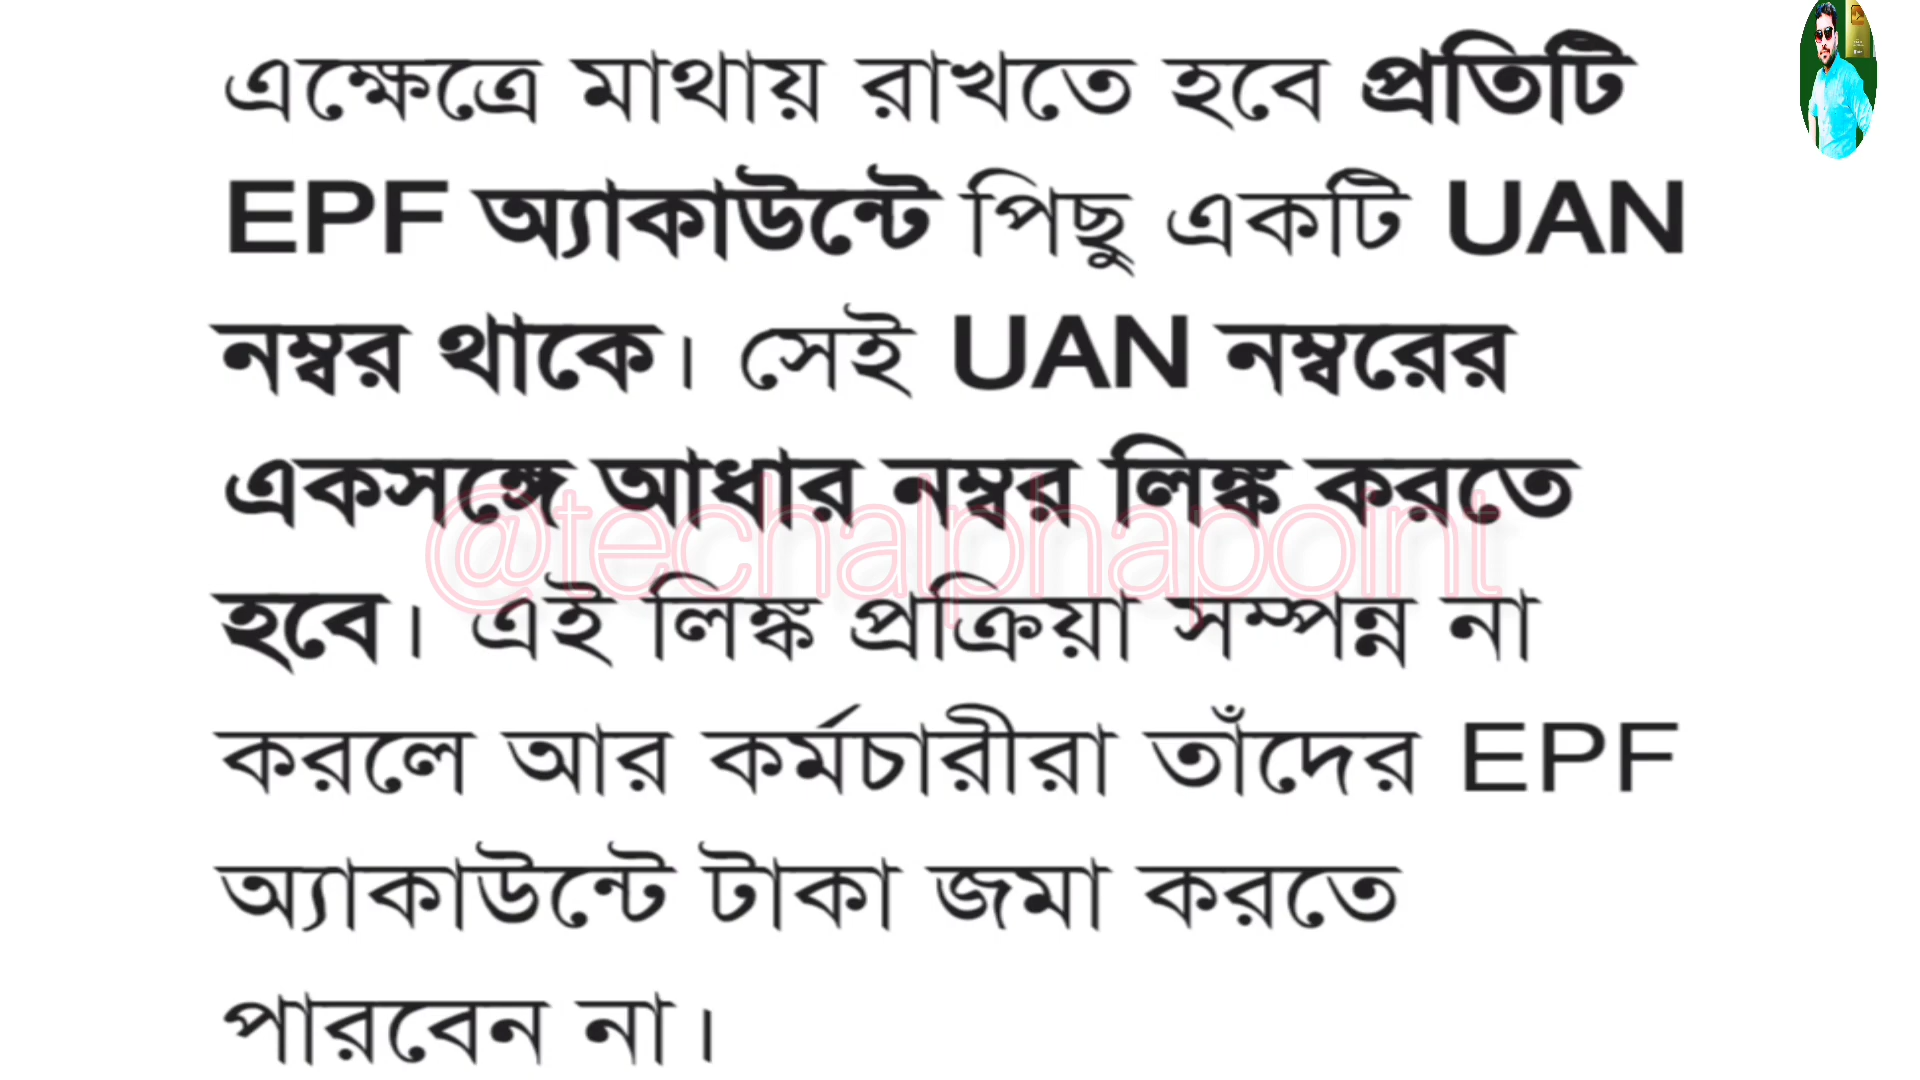 এক্ষেত্রে মাথায় রাখতে হবে প্রতিটি
EPF অ্যাকাউন্টে পিছু একটি UAN
নম্বর থাকে। সেই UAN নম্বরের
একসঙ্গে আধার নম্বর লিঙ্ক করতে
@techalphapoint
হবে। এই লিঙ্ক প্রক্রিয়া সম্পন্ন না
করলে আর কর্মচারীরা তাঁদের EPF
অ্যাকাউন্টে টাকা জমা করতে
পারবেন না।